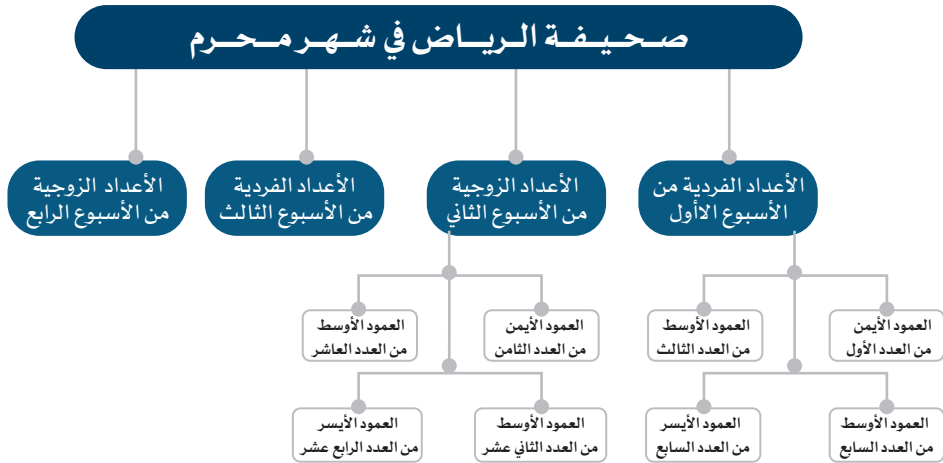 صحيفة الرياض في شهر محرم
الأعداد الفردية من
الأسبوع الاأول
الأعداد الزوجية
من الأسبوع الثاني
الأعداد الفردية
من الأسبوع الثالث
الأعداد الزوجية
من الأسبوع الرابع
العمود الأيمن
من العدد الأول
العمود الأوسط
من العدد الثالث
العمود الأيمن
من العدد الثامن
العمود الأوسط
من العدد العاشر
العمود الأوسط
من العدد السابع
العمود الأيسر
من العدد السابع
العمود الأوسط
من العدد الثاني عشر
العمود الأيسر
من العدد الرابع عشر